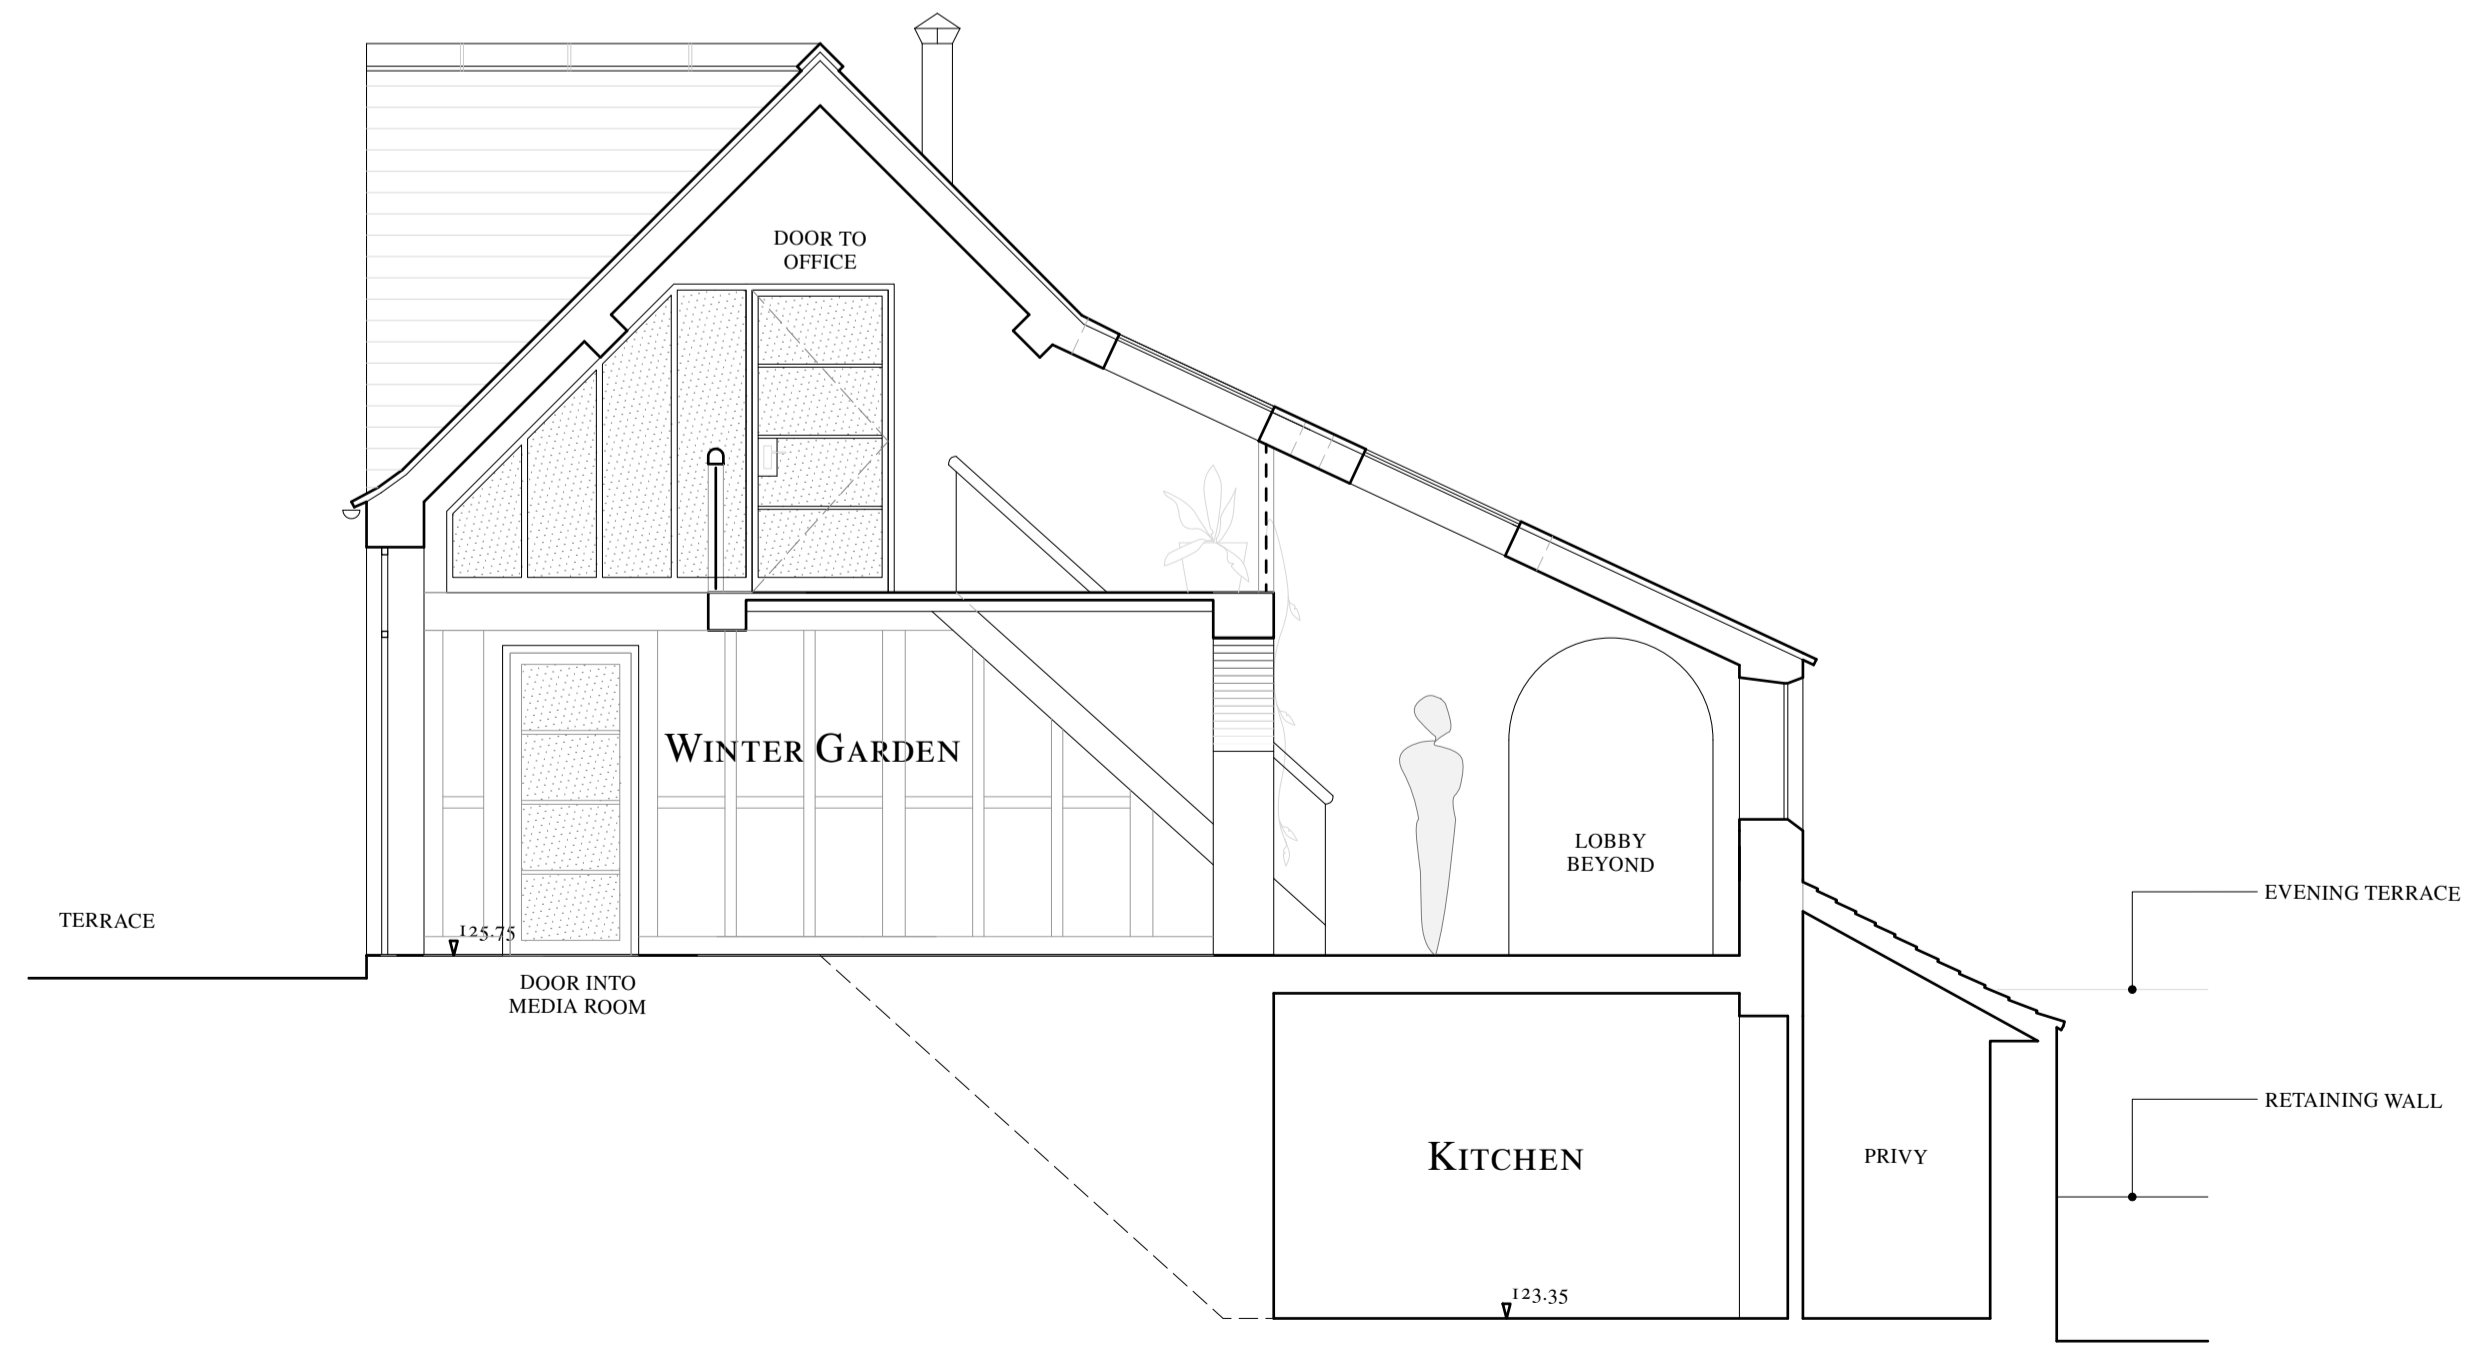 DOOR TO
OFFICE
WINTER GARDEN
LOBBY
BEYOND
EVENING TERRACE
TERRACE
125.75
DOOR INTO
MEDIA ROOM
RETAINING WALL
KITCHEN
PRIVY
123.35